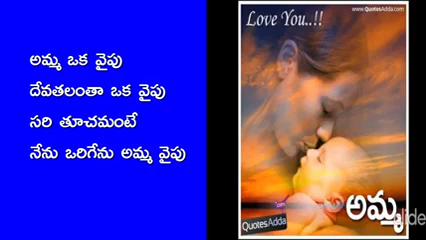 అమ్మ ఒక వైపు
దేవతలంతా ఒక వైపు
సరి తూచమంటే
నేను ఒరిగేను అమ్మ వైపు
www.QuotesAdda.com
Love You..!!
అమ్మ
QuotesAdda